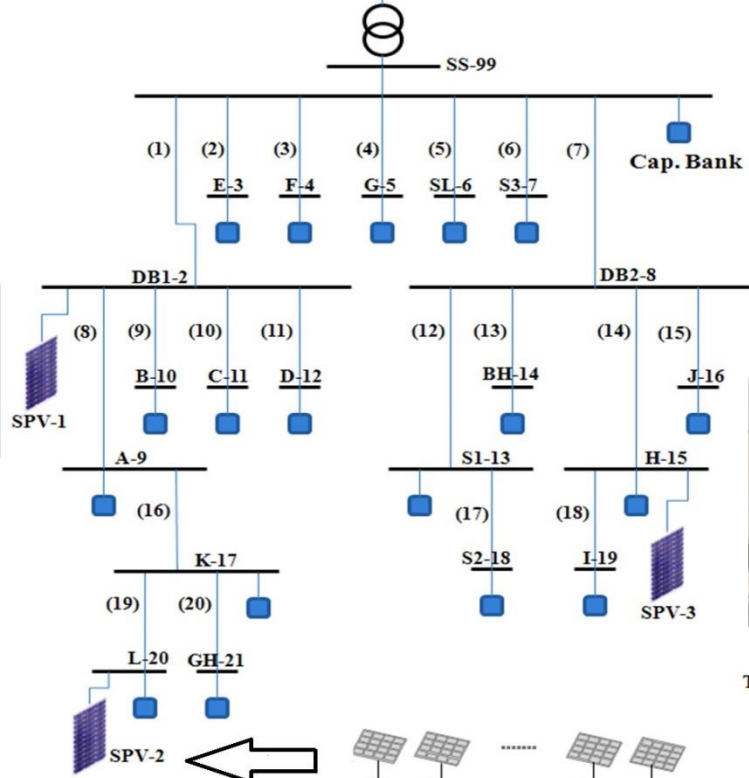 SS-99
(1) (2) (3) (4) (5) (6) (7)
Cap. Bank
E-3 F-4 G-5 SL-6 S3-7
DB1-2 DB2-8
(8) (9) (10) (11) (12) (13) (14) (15)
B-10 C-11 D-12 BH-14 J-16
SPV-1
A-9 S1-13 H-15
(16) (17) (18)
K-17 S2-18 I-19
(19) (20) SPV-3
L-20 GH-21
SPV-2